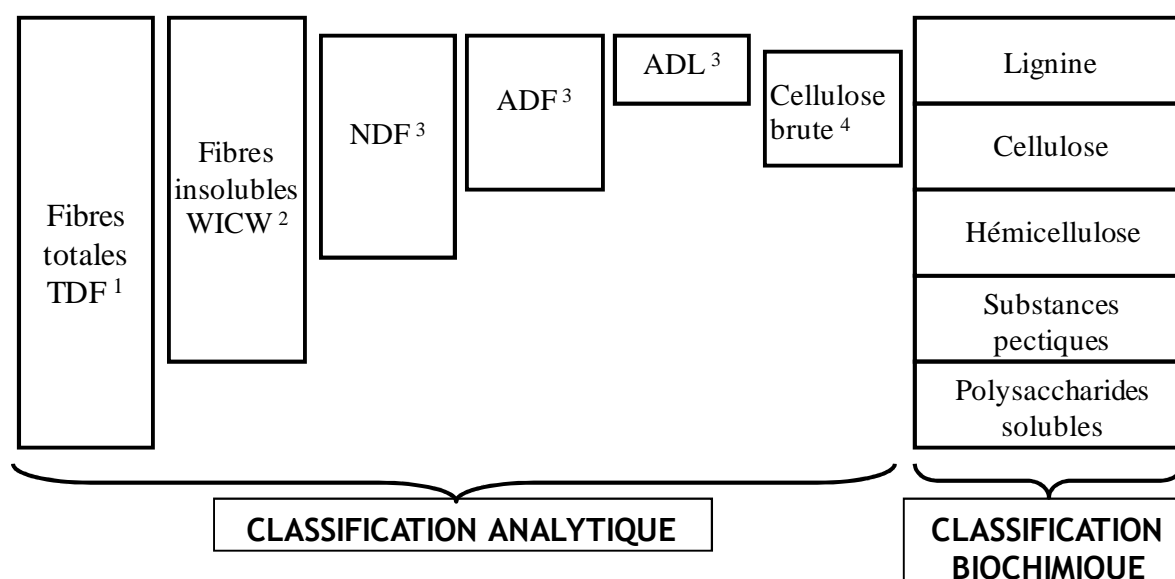 Fibres
totales
TDF ¹
Fibres
insolubles
WICW ²
NDF ³
ADF ³
ADL ³
Cellulose
brute ⁴
Lignine
Cellulose
Hémicellulose
Substances
pectiques
Polysaccharides
solubles
CLASSIFICATION ANALYTIQUE
CLASSIFICATION
BIOCHIMIQUE